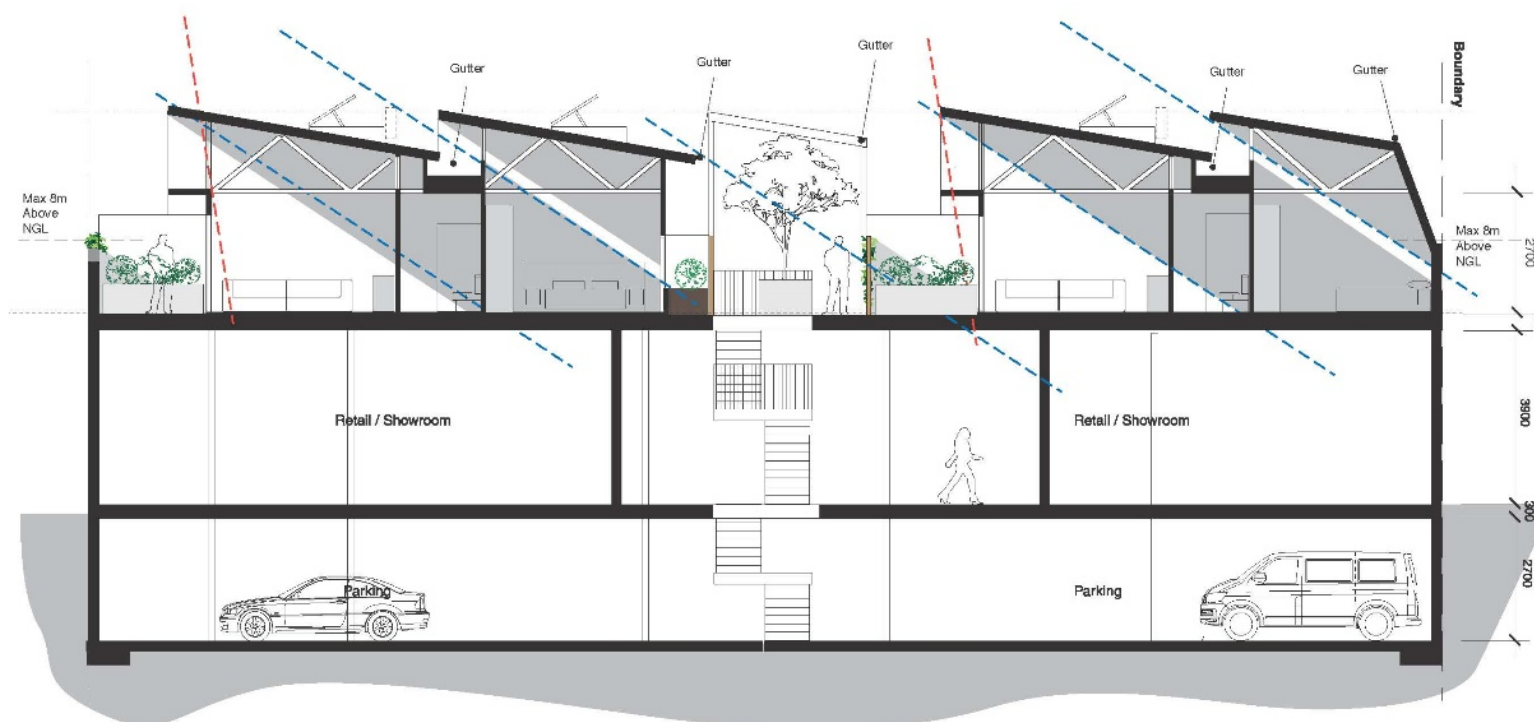 Gutter
Gutter
Gutter
Gutter
Gutter
Boundary
Max 8m
Above
NGL
Max 8m
Above
NGL
2700
Retail / Showroom
Retail / Showroom
3900
300
Parking
Parking
2700